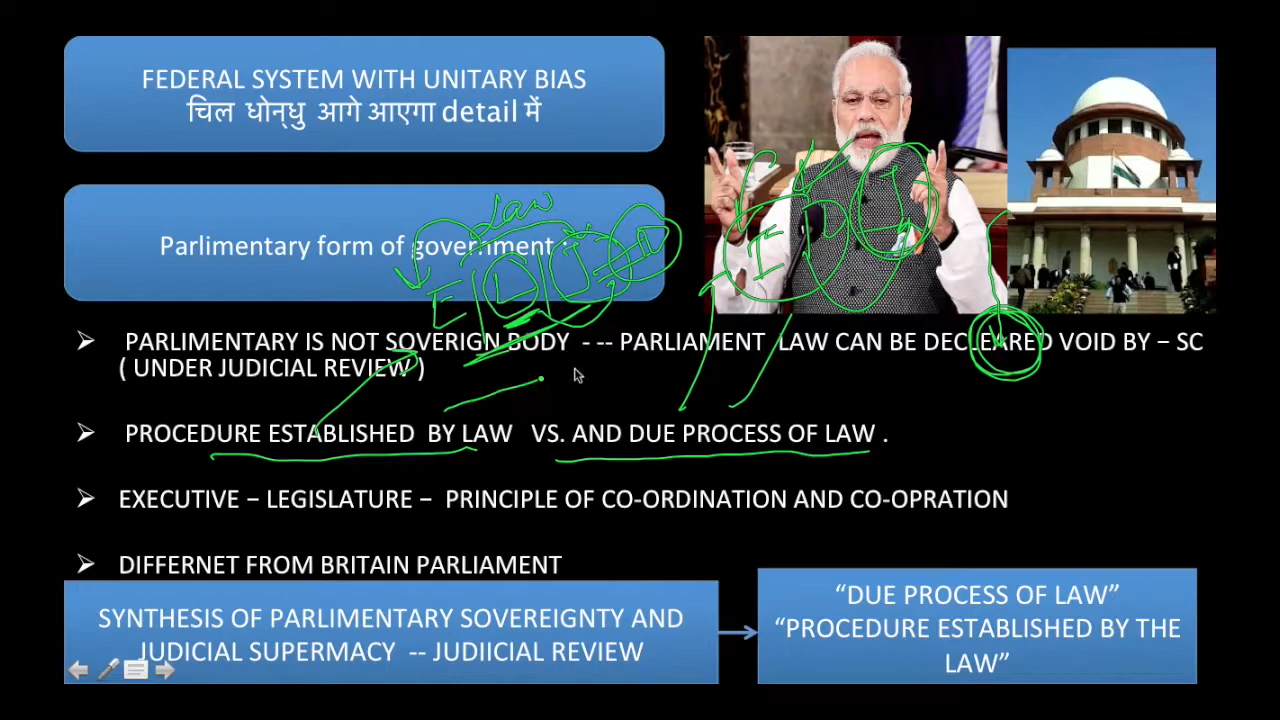 FEDERAL SYSTEM WITH UNITARY BIAS
चिल धोन्धु आगे आएगा detail में
Parlimentary form of government :
Law
E L J
E J
PARLIMENTARY IS NOT SOVERIGN BODY - -- PARLIAMENT LAW CAN BE DECLEARED VOID BY – SC
( UNDER JUDICIAL REVIEW )
PROCEDURE ESTABLISHED BY LAW VS. AND DUE PROCESS OF LAW .
EXECUTIVE – LEGISLATURE – PRINCIPLE OF CO-ORDINATION AND CO-OPRATION
DIFFERNET FROM BRITAIN PARLIAMENT
SYNTHESIS OF PARLIMENTARY SOVEREIGNTY AND
JUDICIAL SUPERMACY -- JUDIICIAL REVIEW
“DUE PROCESS OF LAW”
“PROCEDURE ESTABLISHED BY THE
LAW”